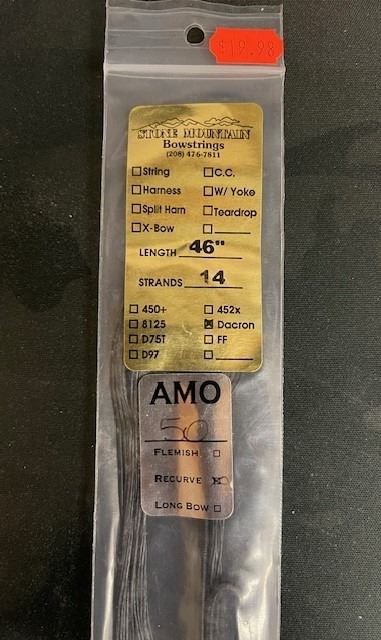 $19.98
STONE MOUNTAIN
Bowstrings
(208) 476-7811
☐ String ☐ C.C.
☐ Harness ☐ W/ Yoke
☐ Split Harn ☐ Teardrop
☐ X-Bow ☐
LENGTH 46"
STRANDS 14
☐ 450+ ☐ 452x
☐ 8125 ☒ Dacron
☐ D75T ☐ FF
☐ D97 ☐
AMO
50
FLEMISH ☐
RECURVE ☒
LONG BOW ☐